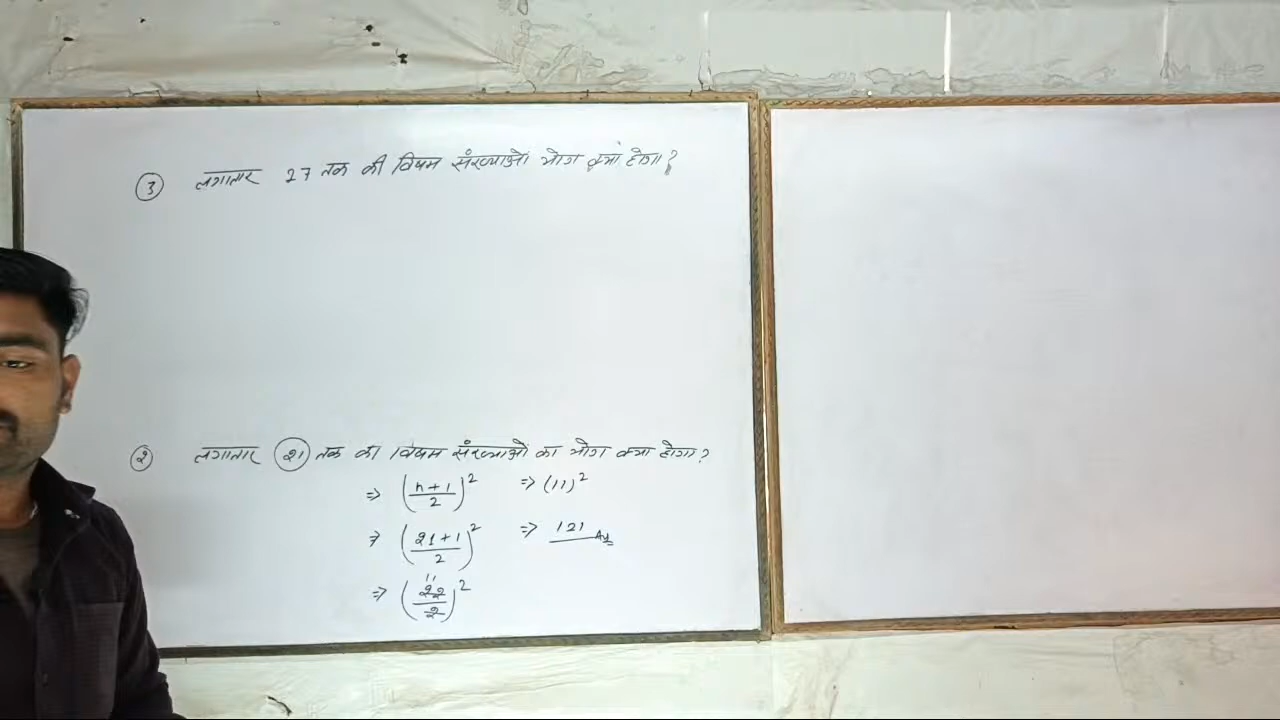 ③ लगातार 27 तक की विषम संख्याओं योग क्या होगा?
② लगातार 21 तक की विषम संख्याओं का योग क्या होगा?
⇒ ((n+1)/2)² ⇒ (11)²
⇒ ((21+1)/2)² ⇒ 121 Ans
⇒ ((22)/2)² 11